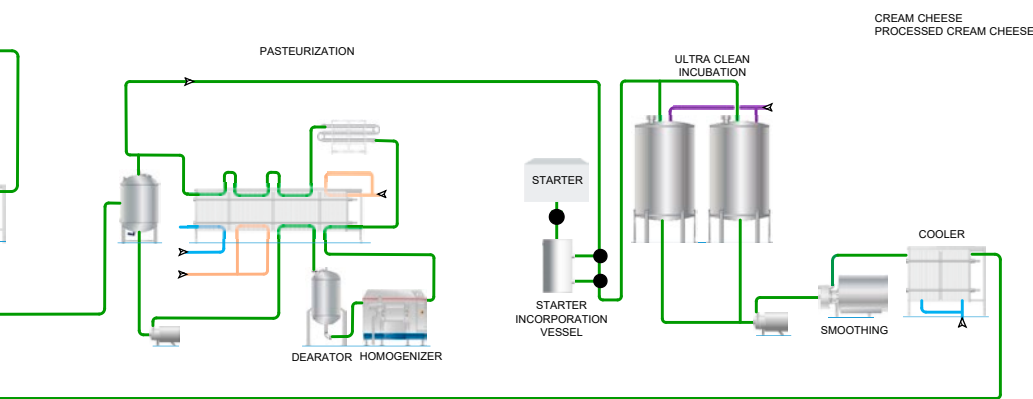 CREAM CHEESE
PROCESSED CREAM CHEESE
PASTEURIZATION
ULTRA CLEAN
INCUBATION
STARTER
COOLER
STARTER
INCORPORATION
VESSEL
SMOOTHING
DEARATOR HOMOGENIZER